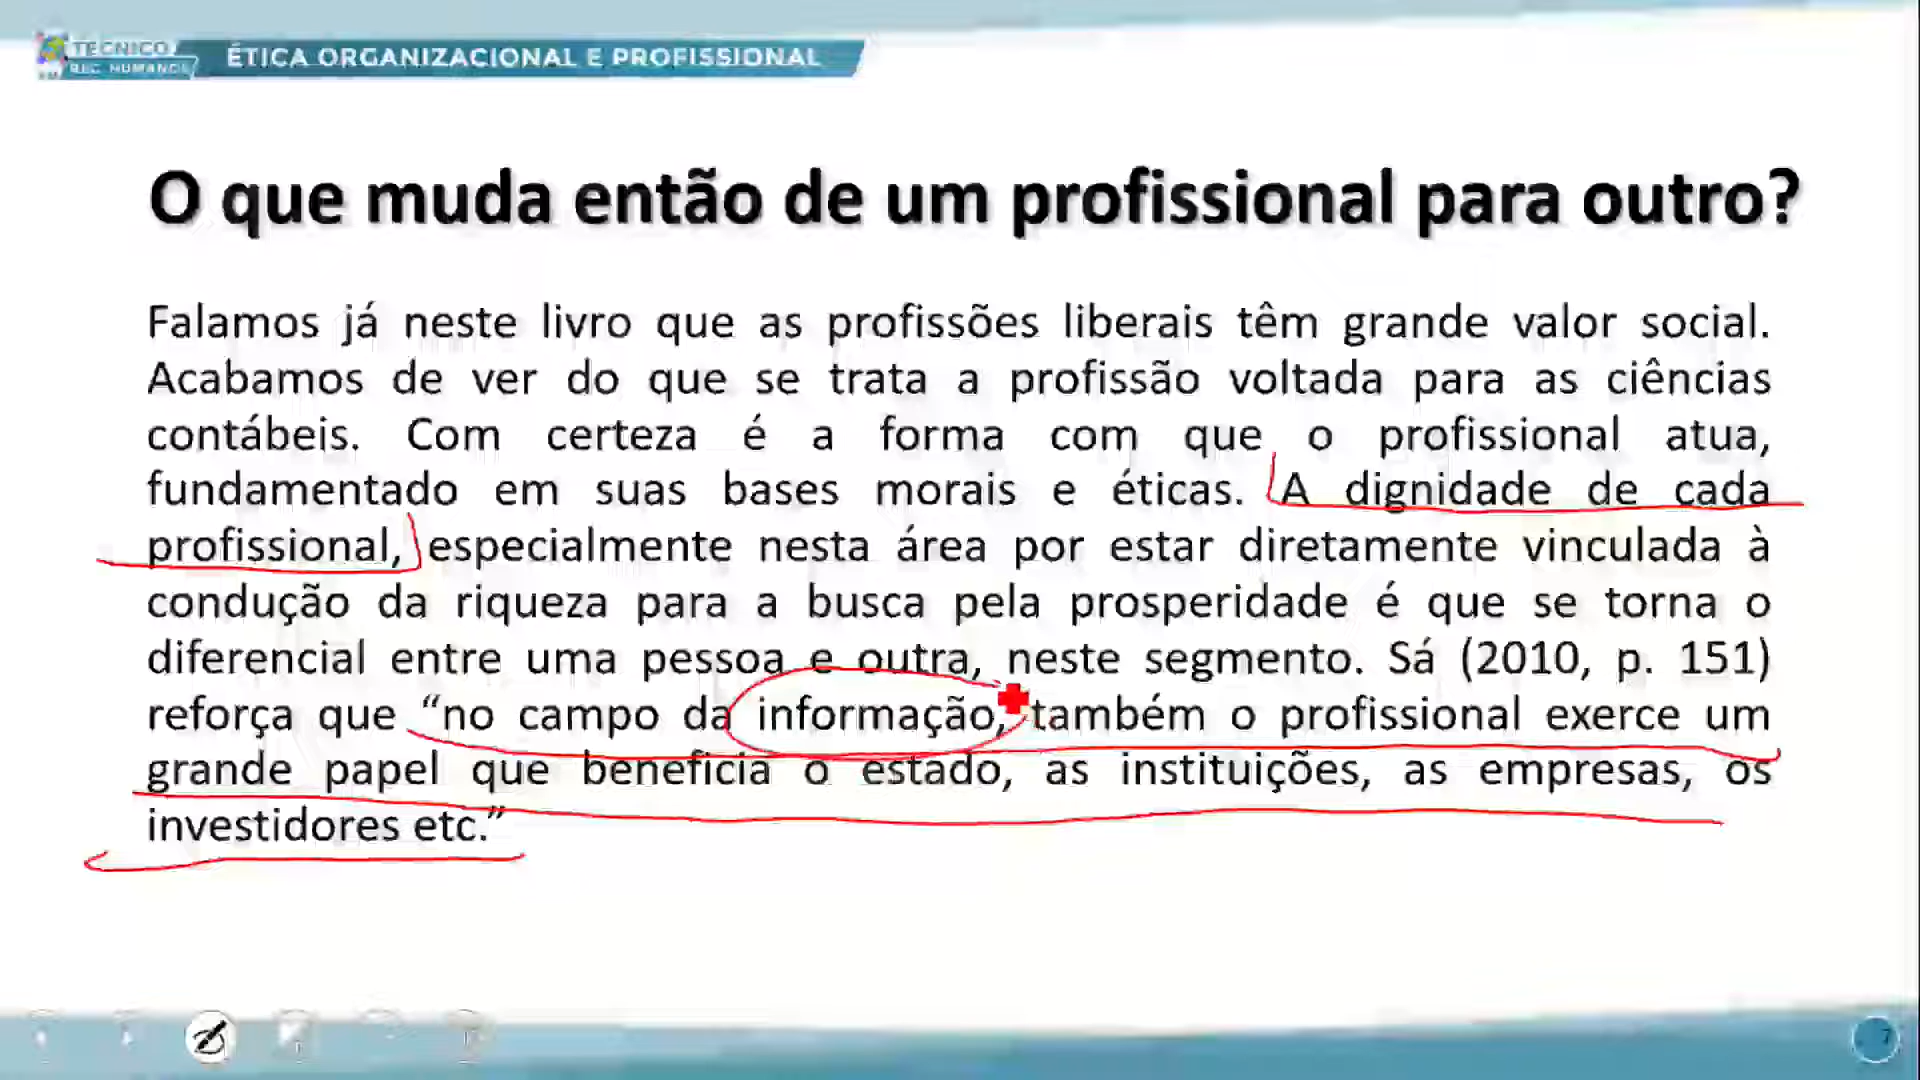 TÉCNICO
REC. HUMANOS
ÉTICA ORGANIZACIONAL E PROFISSIONAL
O que muda então de um profissional para outro?
Falamos já neste livro que as profissões liberais têm grande valor social.
Acabamos de ver do que se trata a profissão voltada para as ciências
contábeis. Com certeza é a forma com que o profissional atua,
fundamentado em suas bases morais e éticas. A dignidade de cada
profissional, especialmente nesta área por estar diretamente vinculada à
condução da riqueza para a busca pela prosperidade é que se torna o
diferencial entre uma pessoa e outra, neste segmento. Sá (2010, p. 151)
reforça que “no campo da informação, também o profissional exerce um
grande papel que beneficia o estado, as instituições, as empresas, os
investidores etc.”
7